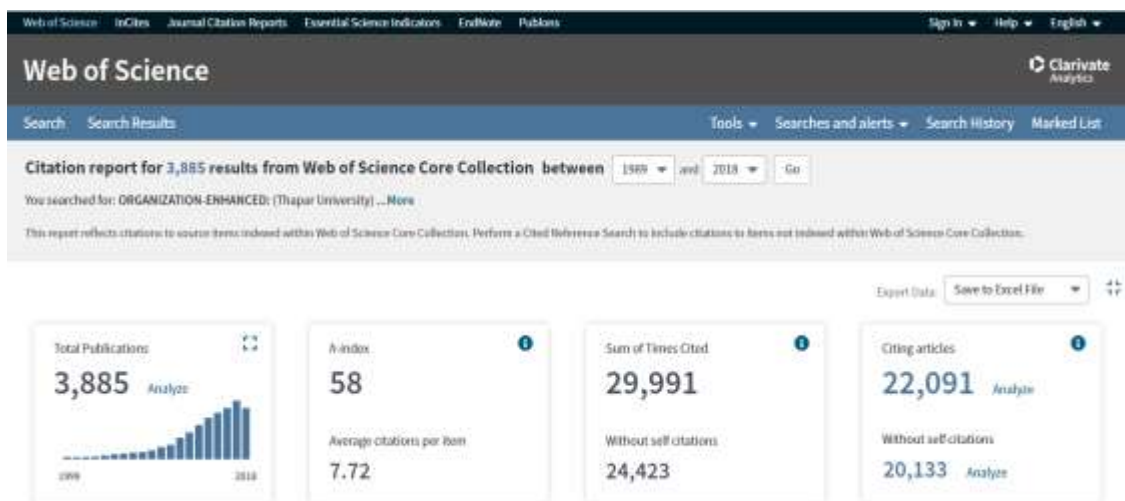 Web of Science InCites Journal Citation Reports Essential Science Indicators EndNote Publons Sign In Help English
Web of Science
Clarivate
Analytics
Search Search Results Tools Searches and alerts Search History Marked List
Citation report for 3,885 results from Web of Science Core Collection between 1989 and 2018 Go
You searched for: ORGANIZATION-ENHANCED: (Thapar University) ...More
This report reflects citations to source items indexed within Web of Science Core Collection. Perform a Cited Reference Search to include citations to items not indexed within Web of Science Core Collection.
Export Data: Save to Excel File
Total Publications
3,885 Analyze
2018
h-index
58
Average citations per item
7.72
Sum of Times Cited
29,991
Without self citations
24,423
Citing articles
22,091 Analyze
Without self citations
20,133 Analyze